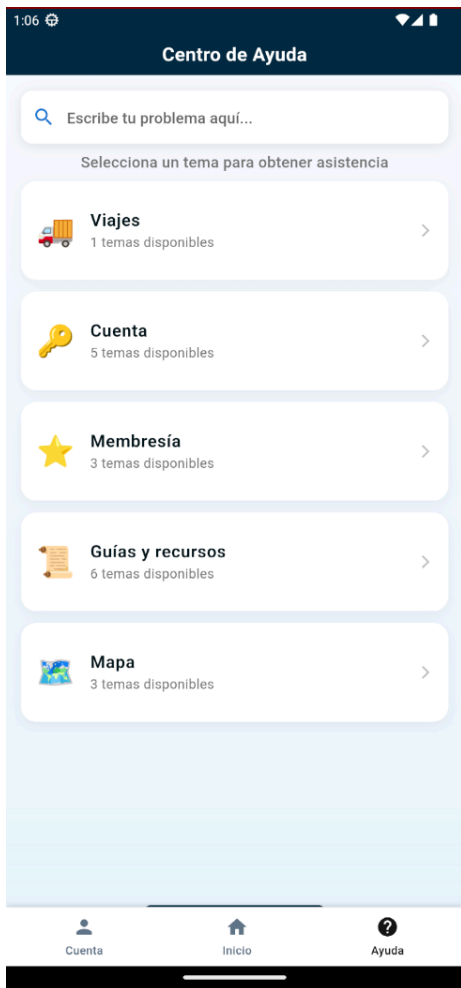 1:06
Centro de Ayuda
Escribe tu problema aquí...
Selecciona un tema para obtener asistencia
Viajes
1 temas disponibles
Cuenta
5 temas disponibles
Membresía
3 temas disponibles
Guías y recursos
6 temas disponibles
Mapa
3 temas disponibles
Cuenta
Inicio
Ayuda